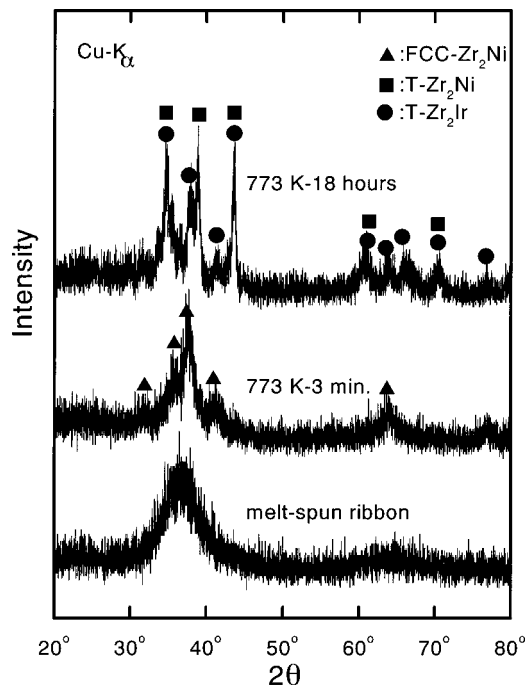 Cu-Kα
▲:FCC-Zr₂Ni
■:T-Zr₂Ni
●:T-Zr₂Ir
773 K-18 hours
773 K-3 min.
melt-spun ribbon
Intensity
20° 30° 40° 50° 60° 70° 80°
2θ